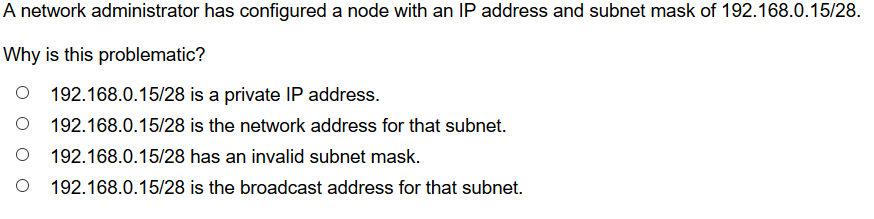 A network administrator has configured a node with an IP address and subnet mask of 192.168.0.15/28.
Why is this problematic?
192.168.0.15/28 is a private IP address.
192.168.0.15/28 is the network address for that subnet.
192.168.0.15/28 has an invalid subnet mask.
192.168.0.15/28 is the broadcast address for that subnet.